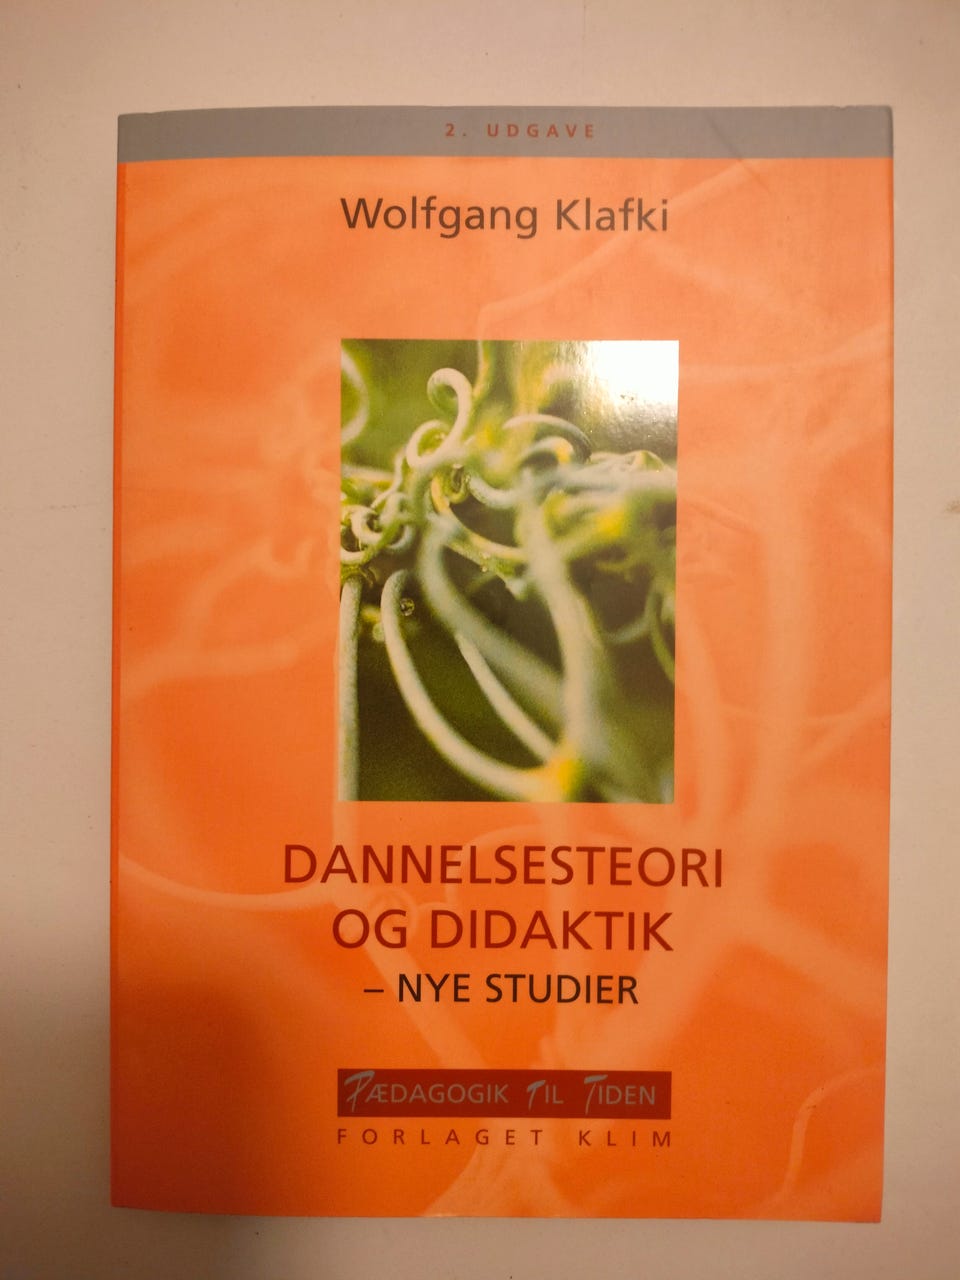 2. UDGAVE
Wolfgang Klafki
DANNELSESTEORI
OG DIDAKTIK
– NYE STUDIER
PÆDAGOGIK TIL TIDEN
FORLAGET KLIM